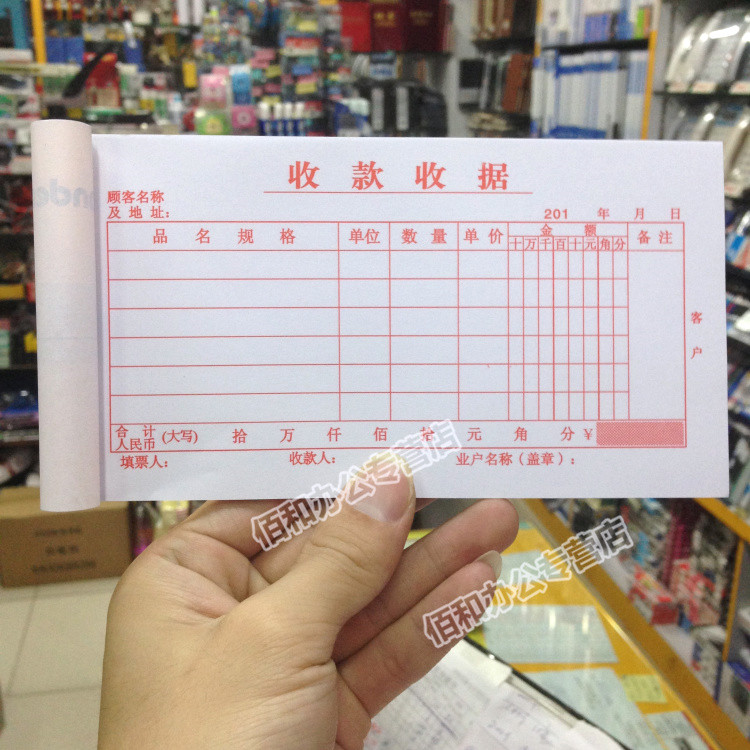 收款收据
顾客名称
及地址：
201 年 月 日
品名规格 单位 数量 单价 金额 备注
十万千百十元角分
客户
合计
人民币 (大写) 拾 万 仟 佰 拾 元 角 分 ¥
填票人： 收款人： 业户名称（盖章）：
佰和办公专营店
佰和办公专营店